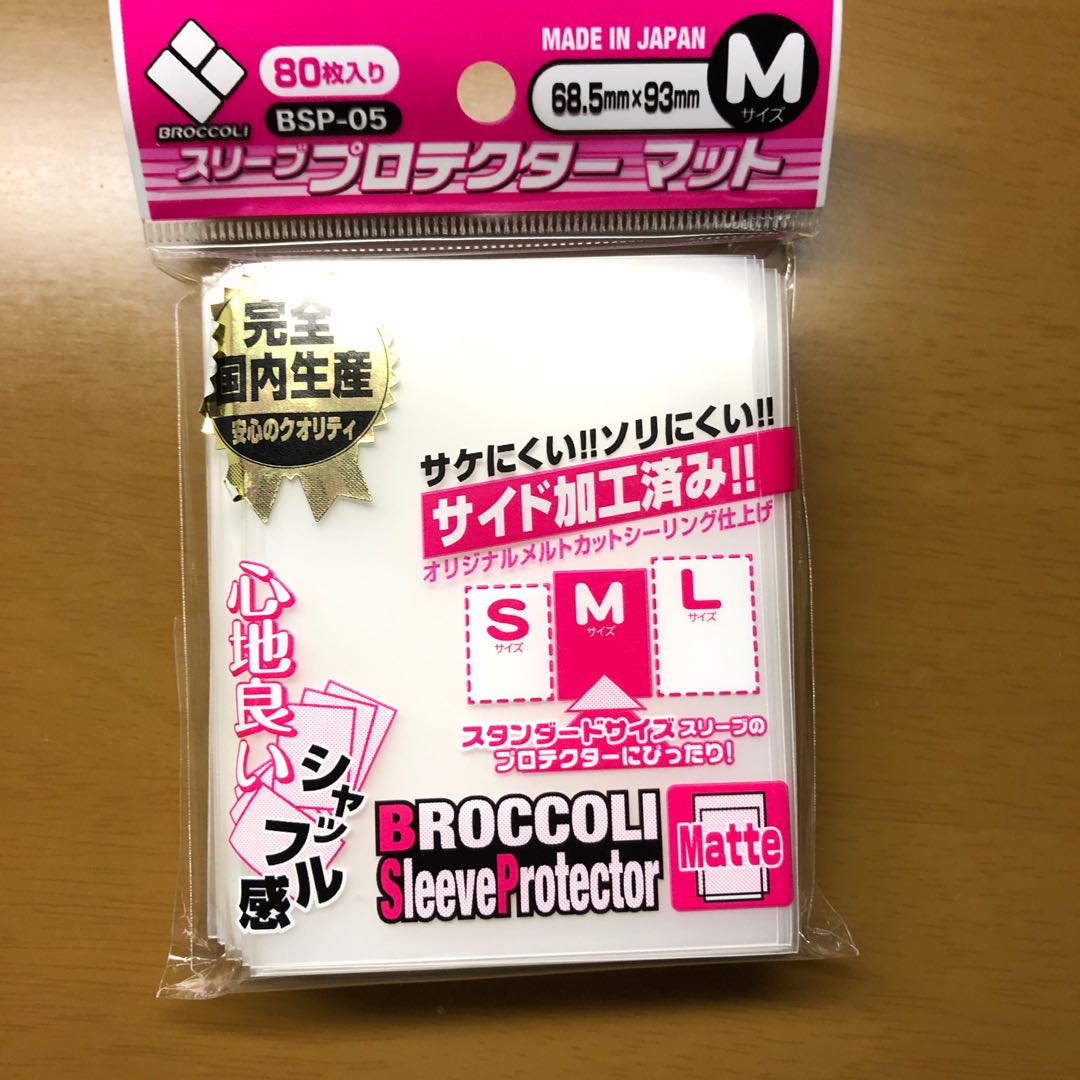 BROCCOLI
80枚入り
BSP-05
MADE IN JAPAN
68.5mm×93mm
M
サイズ
スリーブプロテクター マット
完全
国内生産
安心のクオリティ
サケにくい!!ソリにくい!!
サイド加工済み!!
オリジナルメルトカットシーリング仕上げ
S
サイズ
M
サイズ
L
サイズ
スタンダードサイズ スリーブの
プロテクターにぴったり!
心地良い
シャッフル感
BROCCOLI
SleeveProtector
Matte